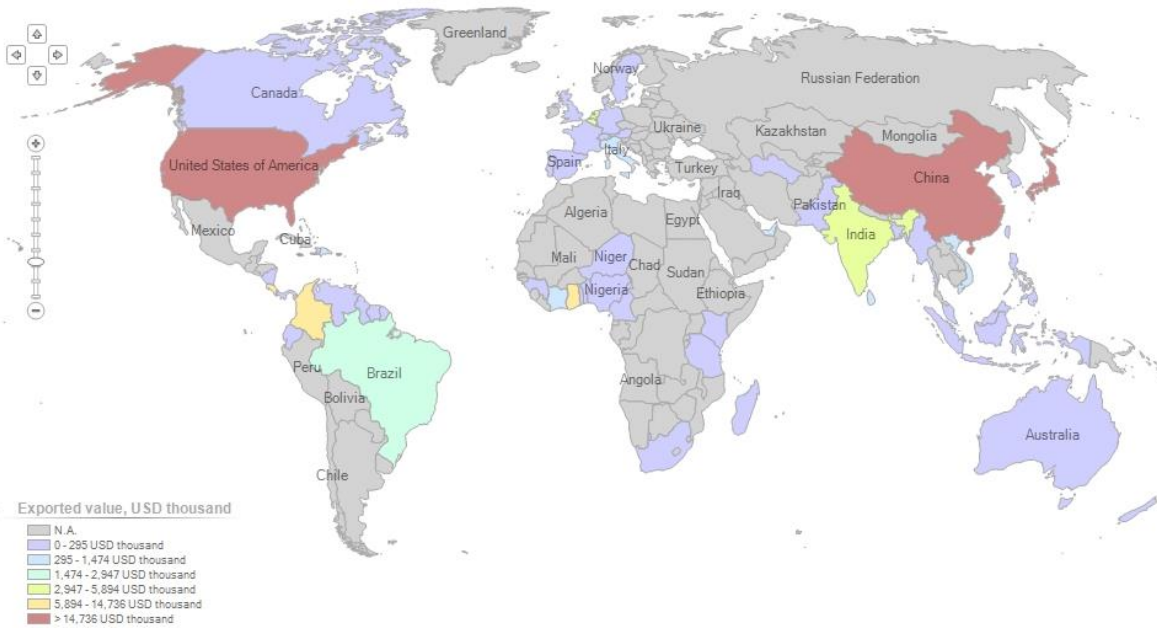 Greenland
Norway
Russian Federation
Canada
Ukraine
Kazakhstan
Mongolia
Italy
Spain
Turkey
United States of America
China
Iraq
Pakistan
Algeria
Egypt
Mexico
Cuba
India
Mali
Niger
Chad
Sudan
Nigeria
Ethiopia
Peru
Brazil
Angola
Bolivia
Australia
Chile
Exported value, USD thousand
N.A.
0 - 295 USD thousand
295 - 1,474 USD thousand
1,474 - 2,947 USD thousand
2,947 - 5,894 USD thousand
5,894 - 14,736 USD thousand
> 14,736 USD thousand